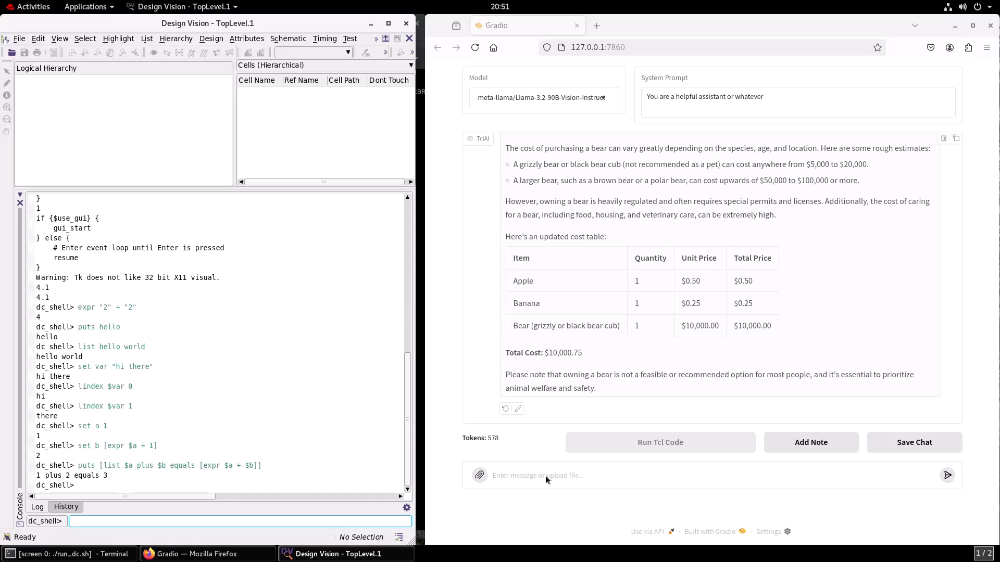 Activities
Applications
Design Vision - TopLevel.1
20:51
Design Vision - TopLevel.1
File Edit View Select Highlight List Hierarchy Design Attributes Schematic Timing Test
Logical Hierarchy
Cells (Hierarchical)
Cell Name Ref Name Cell Path Dont Touch
}
1
if {$use_gui} {
    gui_start
} else {
    # Enter event loop until Enter is pressed
    resume
}
Warning: Tk does not like 32 bit X11 visual.
4.1
4.1
dc_shell> expr "2" + "2"
4
dc_shell> puts hello
hello
dc_shell> list hello world
hello world
dc_shell> set var "hi there"
hi there
dc_shell> lindex $var 0
hi
dc_shell> lindex $var 1
there
dc_shell> set a 1
1
dc_shell> set b [expr $a + 1]
2
dc_shell> puts [list $a plus $b equals [expr $a + $b]]
1 plus 2 equals 3
dc_shell>
Console
Log History
dc_shell>
Ready
No Selection
Gradio
127.0.0.1:7860
Model
meta-llama/Llama-3.2-90B-Vision-Instruct
System Prompt
You are a helpful assistant or whatever
TclAI
The cost of purchasing a bear can vary greatly depending on the species, age, and location. Here are some rough estimates:
○ A grizzly bear or black bear cub (not recommended as a pet) can cost anywhere from $5,000 to $20,000.
○ A larger bear, such as a brown bear or a polar bear, can cost upwards of $50,000 to $100,000 or more.
However, owning a bear is heavily regulated and often requires special permits and licenses. Additionally, the cost of caring
for a bear, including food, housing, and veterinary care, can be extremely high.
Here's an updated cost table:
Item Quantity Unit Price Total Price
Apple 1 $0.50 $0.50
Banana 1 $0.25 $0.25
Bear (grizzly or black bear cub) 1 $10,000.00 $10,000.00
Total Cost: $10,000.75
Please note that owning a bear is not a feasible or recommended option for most people, and it's essential to prioritize
animal welfare and safety.
Tokens: 578
Run Tcl Code
Add Note
Save Chat
Enter message or upload file...
Use via API · Built with Gradio · Settings
[screen 0: ./run_dc.sh] - Terminal
Gradio — Mozilla Firefox
Design Vision - TopLevel.1
1 / 2